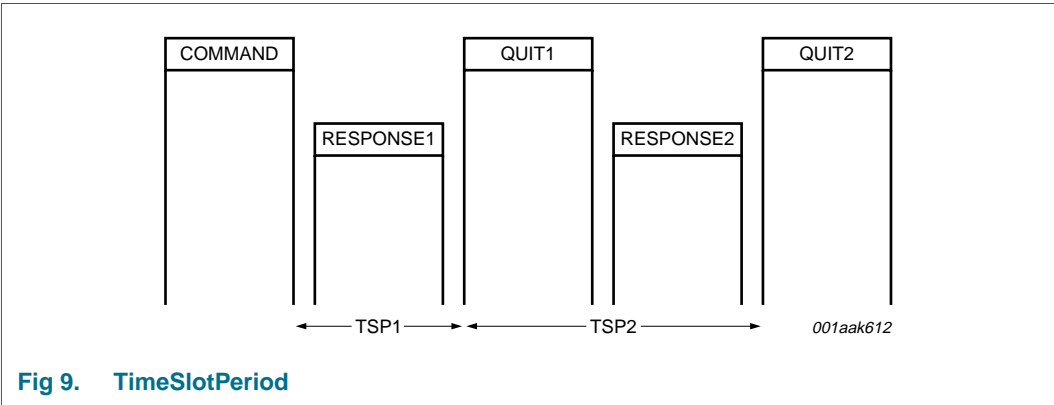 COMMAND QUIT1 QUIT2
RESPONSE1 RESPONSE2
TSP1 TSP2 001aak612
Fig 9. TimeSlotPeriod